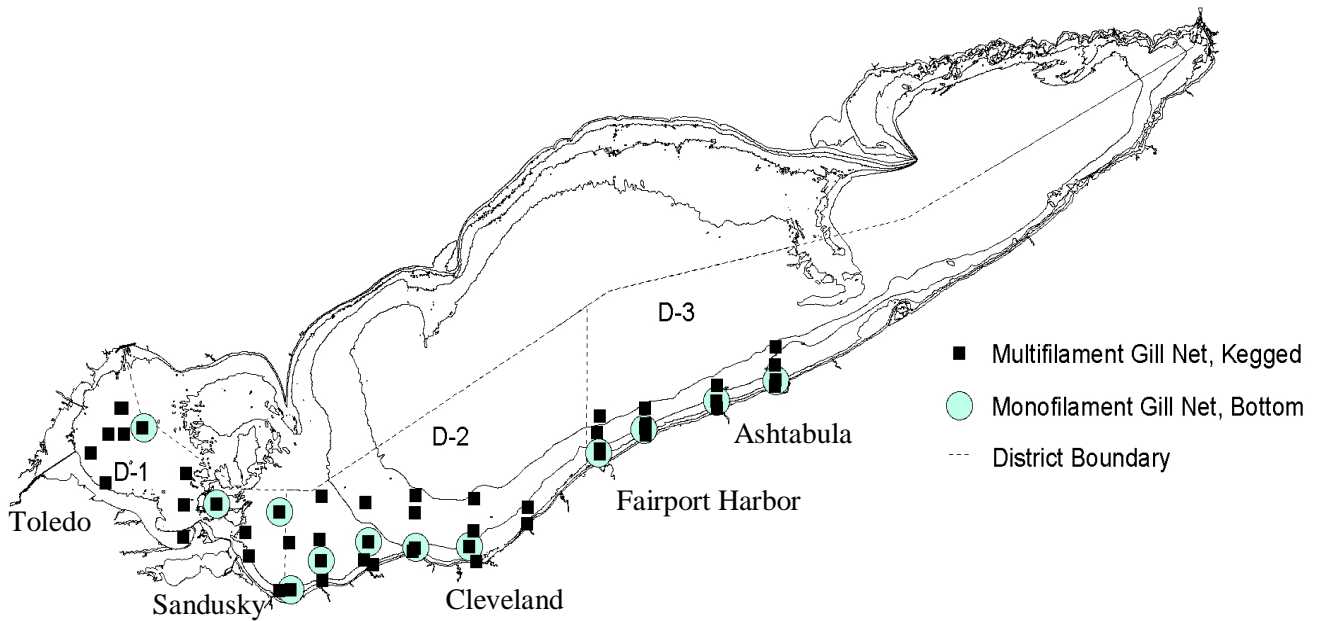 D-3
Multifilament Gill Net, Kegged
Monofilament Gill Net, Bottom
District Boundary
D-2
Ashtabula
D-1
Fairport Harbor
Toledo
Sandusky
Cleveland